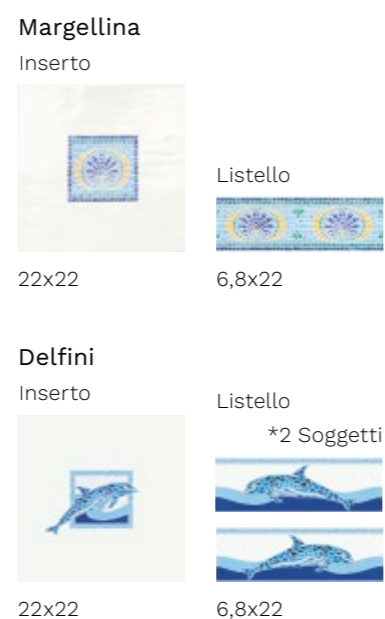 Margellina
Inserto
Listello
22x22
6,8x22
Delfini
Inserto
Listello
*2 Soggetti
22x22
6,8x22